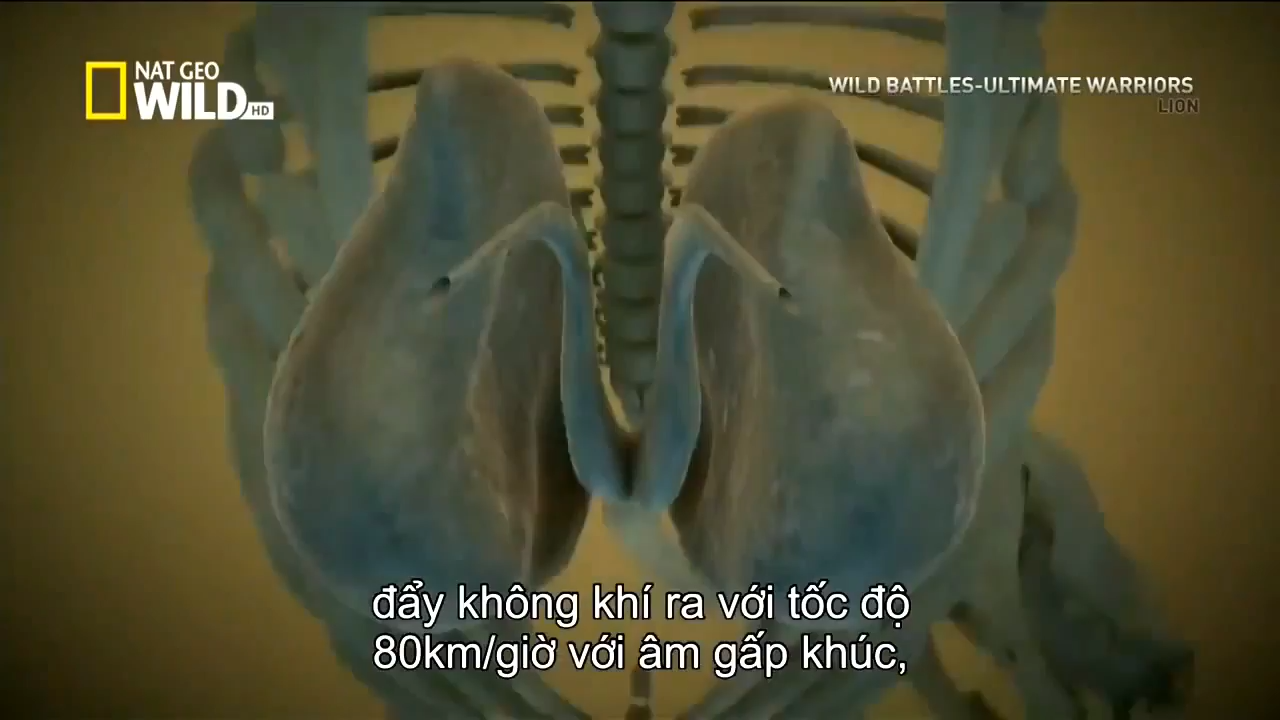 NAT GEO
WILD HD
WILD BATTLES-ULTIMATE WARRIORS
LION
đẩy không khí ra với tốc độ
80km/giờ với âm gấp khúc,